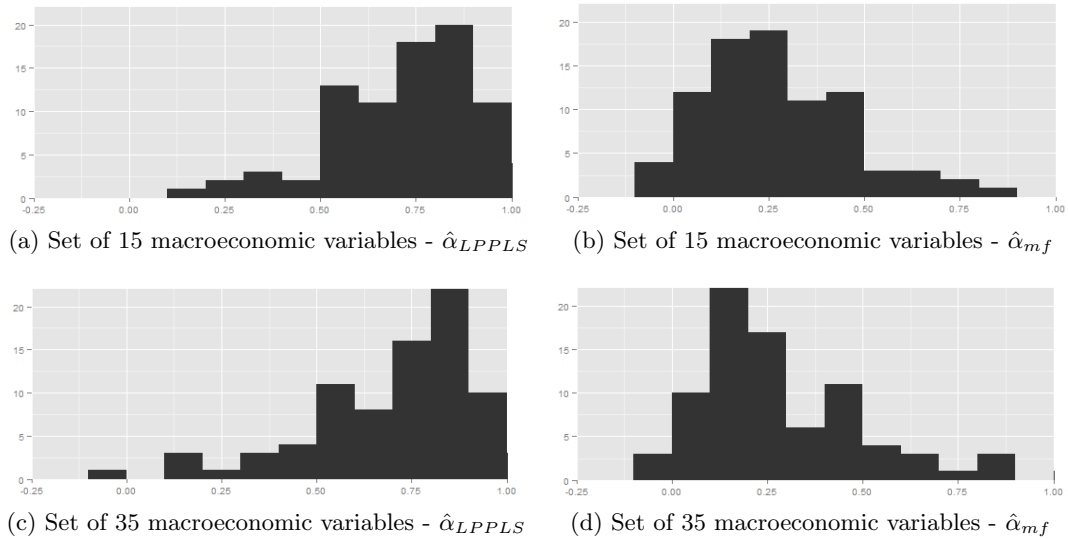 20
15
10
5
0
-0.25 0.00 0.25 0.50 0.75 1.00
(a) Set of 15 macroeconomic variables - α̂_LPPLS
20
15
10
5
0
-0.25 0.00 0.25 0.50 0.75 1.00
(b) Set of 15 macroeconomic variables - α̂_mf
20
15
10
5
0
-0.25 0.00 0.25 0.50 0.75 1.00
(c) Set of 35 macroeconomic variables - α̂_LPPLS
20
15
10
5
0
-0.25 0.00 0.25 0.50 0.75 1.00
(d) Set of 35 macroeconomic variables - α̂_mf